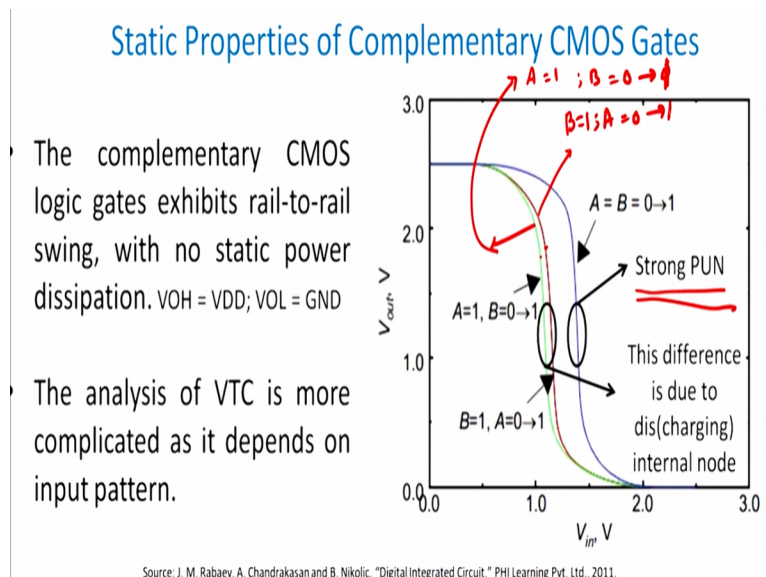 Static Properties of Complementary CMOS Gates
A=1 ; B=0→1
B=1; A=0→1
• The complementary CMOS
logic gates exhibits rail-to-rail
swing, with no static power
dissipation. VOH = VDD; VOL = GND
• The analysis of VTC is more
complicated as it depends on
input pattern.
3.0
2.0
1.0
0.0
Vout, V
A = B = 0→1
Strong PUN
A=1, B=0→1
This difference
is due to
dis(charging)
internal node
B=1, A=0→1
0.0 1.0 2.0 3.0
Vin, V
Source: J. M. Rabaey, A. Chandrakasan and B. Nikolic, "Digital Integrated Circuit," PHI Learning Pvt. Ltd., 2011.